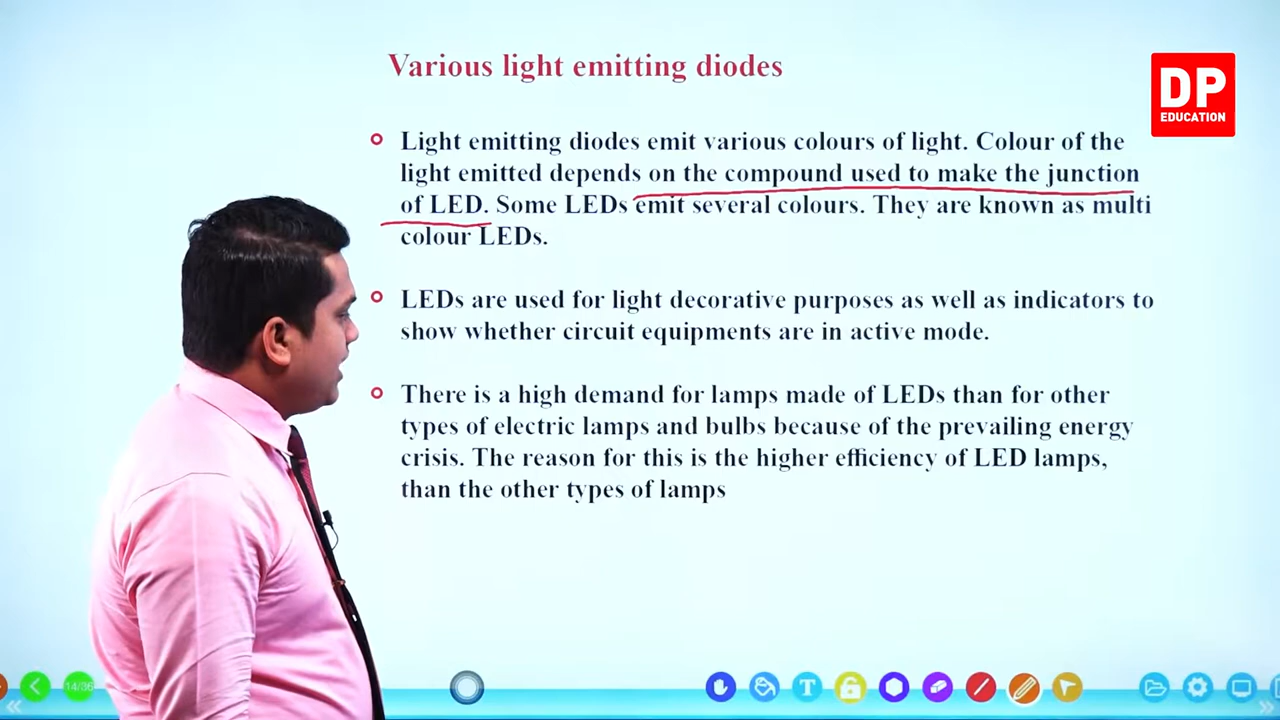 Various light emitting diodes
DP
EDUCATION
Light emitting diodes emit various colours of light. Colour of the
light emitted depends on the compound used to make the junction
of LED. Some LEDs emit several colours. They are known as multi
colour LEDs.
LEDs are used for light decorative purposes as well as indicators to
show whether circuit equipments are in active mode.
There is a high demand for lamps made of LEDs than for other
types of electric lamps and bulbs because of the prevailing energy
crisis. The reason for this is the higher efficiency of LED lamps,
than the other types of lamps
14/36
T